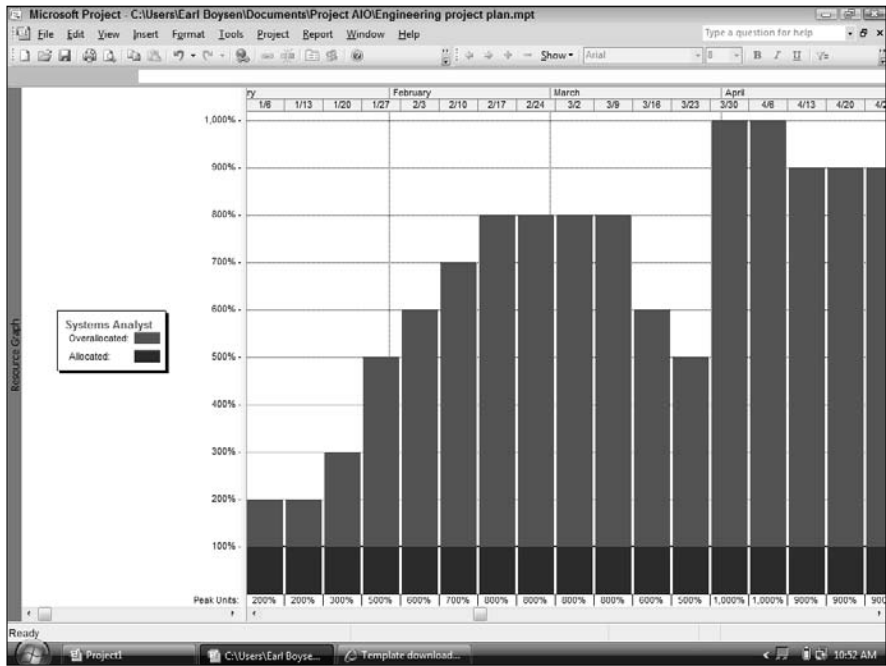 Microsoft Project - C:\Users\Earl Boysen\Documents\Project AIO\Engineering project plan.mpt
File Edit View Insert Format Tools Project Report Window Help
Type a question for help
Show Arial 8 B I U
ry February March April
1/6 1/13 1/20 1/27 2/3 2/10 2/17 2/24 3/2 3/9 3/16 3/23 3/30 4/6 4/13 4/20
1,000%
900%
800%
700%
600%
500%
400%
300%
200%
100%
Resource Graph
Systems Analyst
Overallocated:
Allocated:
Peak Units: 200% 200% 300% 500% 600% 700% 800% 800% 800% 800% 600% 500% 1,000% 1,000% 900% 900% 900
Ready
Project1 C:\Users\Earl Boyse... Template download... 10:52 AM